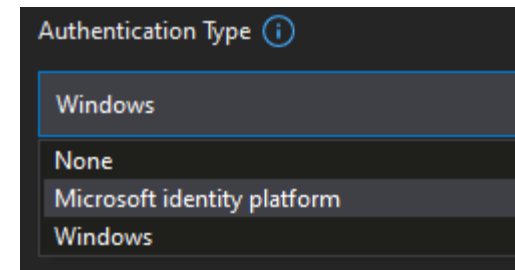 Authentication Type
Windows
None
Microsoft identity platform
Windows